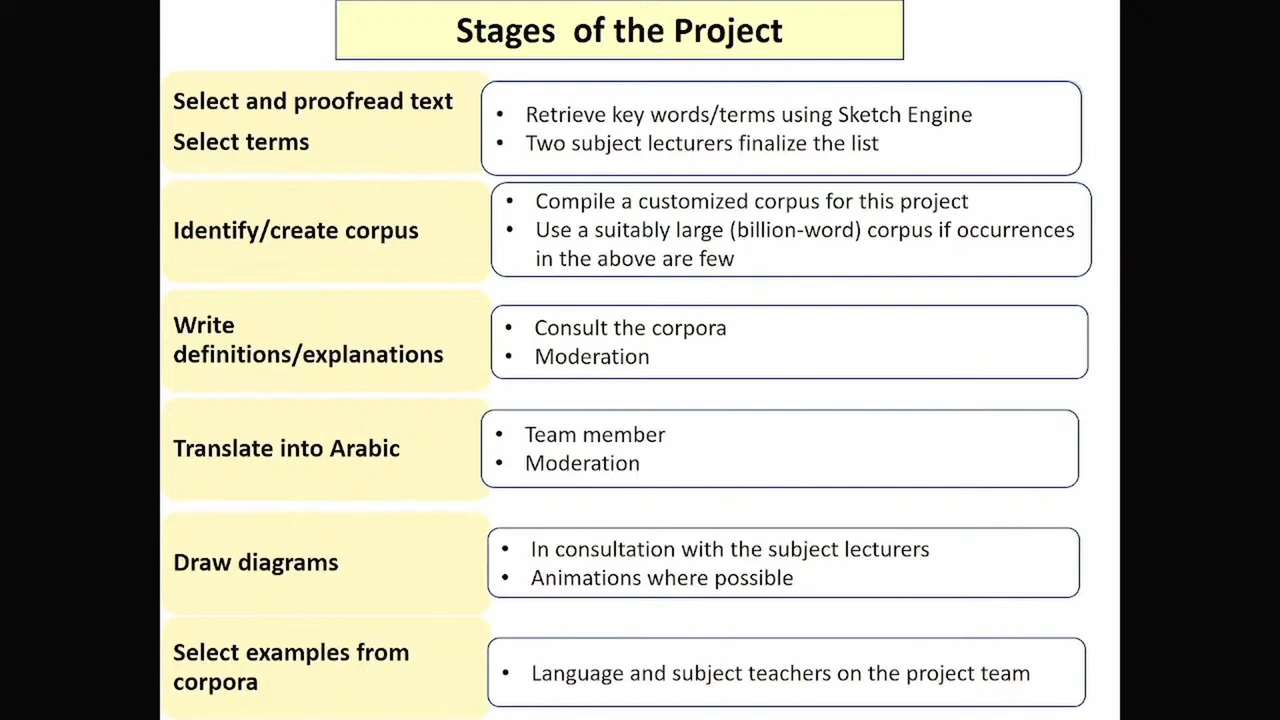 Stages of the Project
Select and proofread text
Select terms
• Retrieve key words/terms using Sketch Engine
• Two subject lecturers finalize the list
Identify/create corpus
• Compile a customized corpus for this project
• Use a suitably large (billion-word) corpus if occurrences
in the above are few
Write
definitions/explanations
• Consult the corpora
• Moderation
Translate into Arabic
• Team member
• Moderation
Draw diagrams
• In consultation with the subject lecturers
• Animations where possible
Select examples from
corpora
• Language and subject teachers on the project team